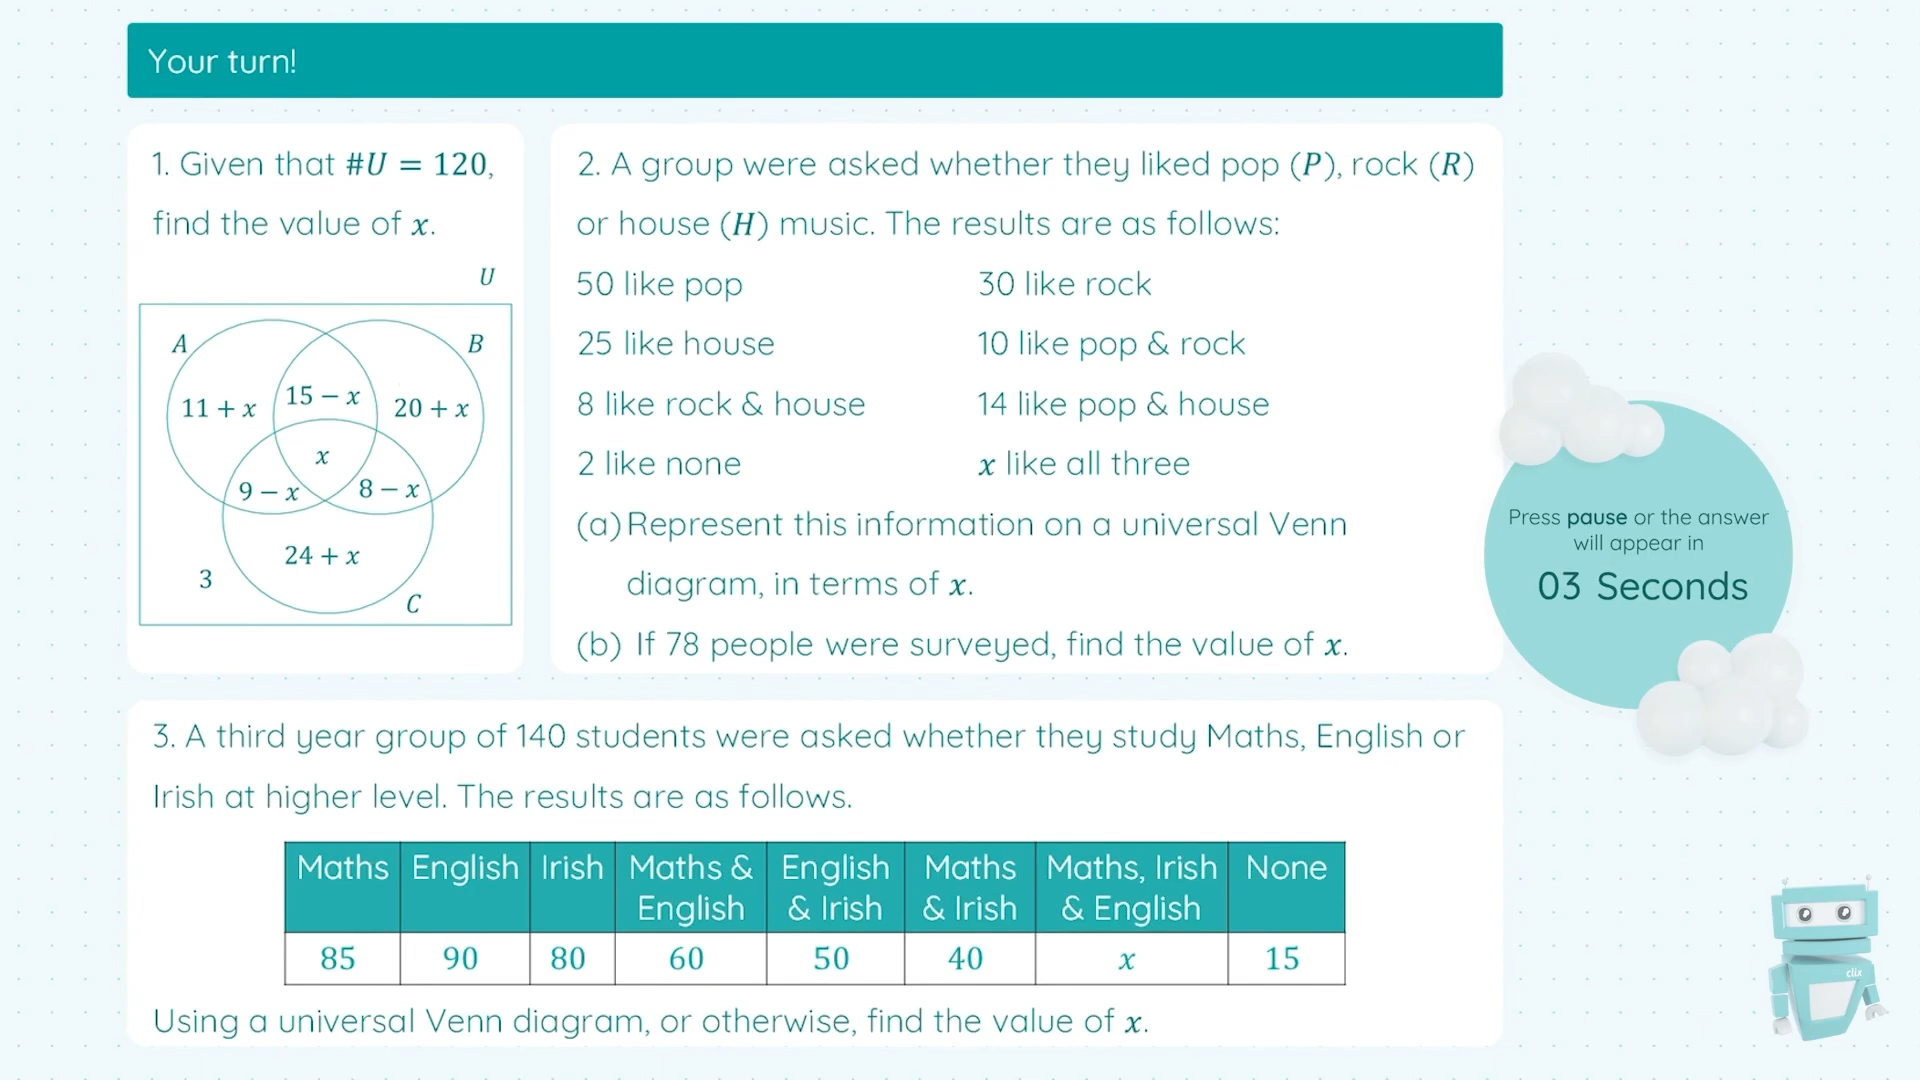 Your turn!
1. Given that #U = 120,
find the value of x.
U
A
B
11 + x
15 − x
20 + x
x
9 − x
8 − x
24 + x
3
C
2. A group were asked whether they liked pop (P), rock (R)
or house (H) music. The results are as follows:
50 like pop
30 like rock
25 like house
10 like pop & rock
8 like rock & house
14 like pop & house
2 like none
x like all three
(a) Represent this information on a universal Venn
diagram, in terms of x.
(b) If 78 people were surveyed, find the value of x.
Press pause or the answer
will appear in
03 Seconds
3. A third year group of 140 students were asked whether they study Maths, English or
Irish at higher level. The results are as follows.
Maths English Irish Maths & English English & Irish Maths & Irish Maths, Irish & English None
85 90 80 60 50 40 x 15
Using a universal Venn diagram, or otherwise, find the value of x.
clix